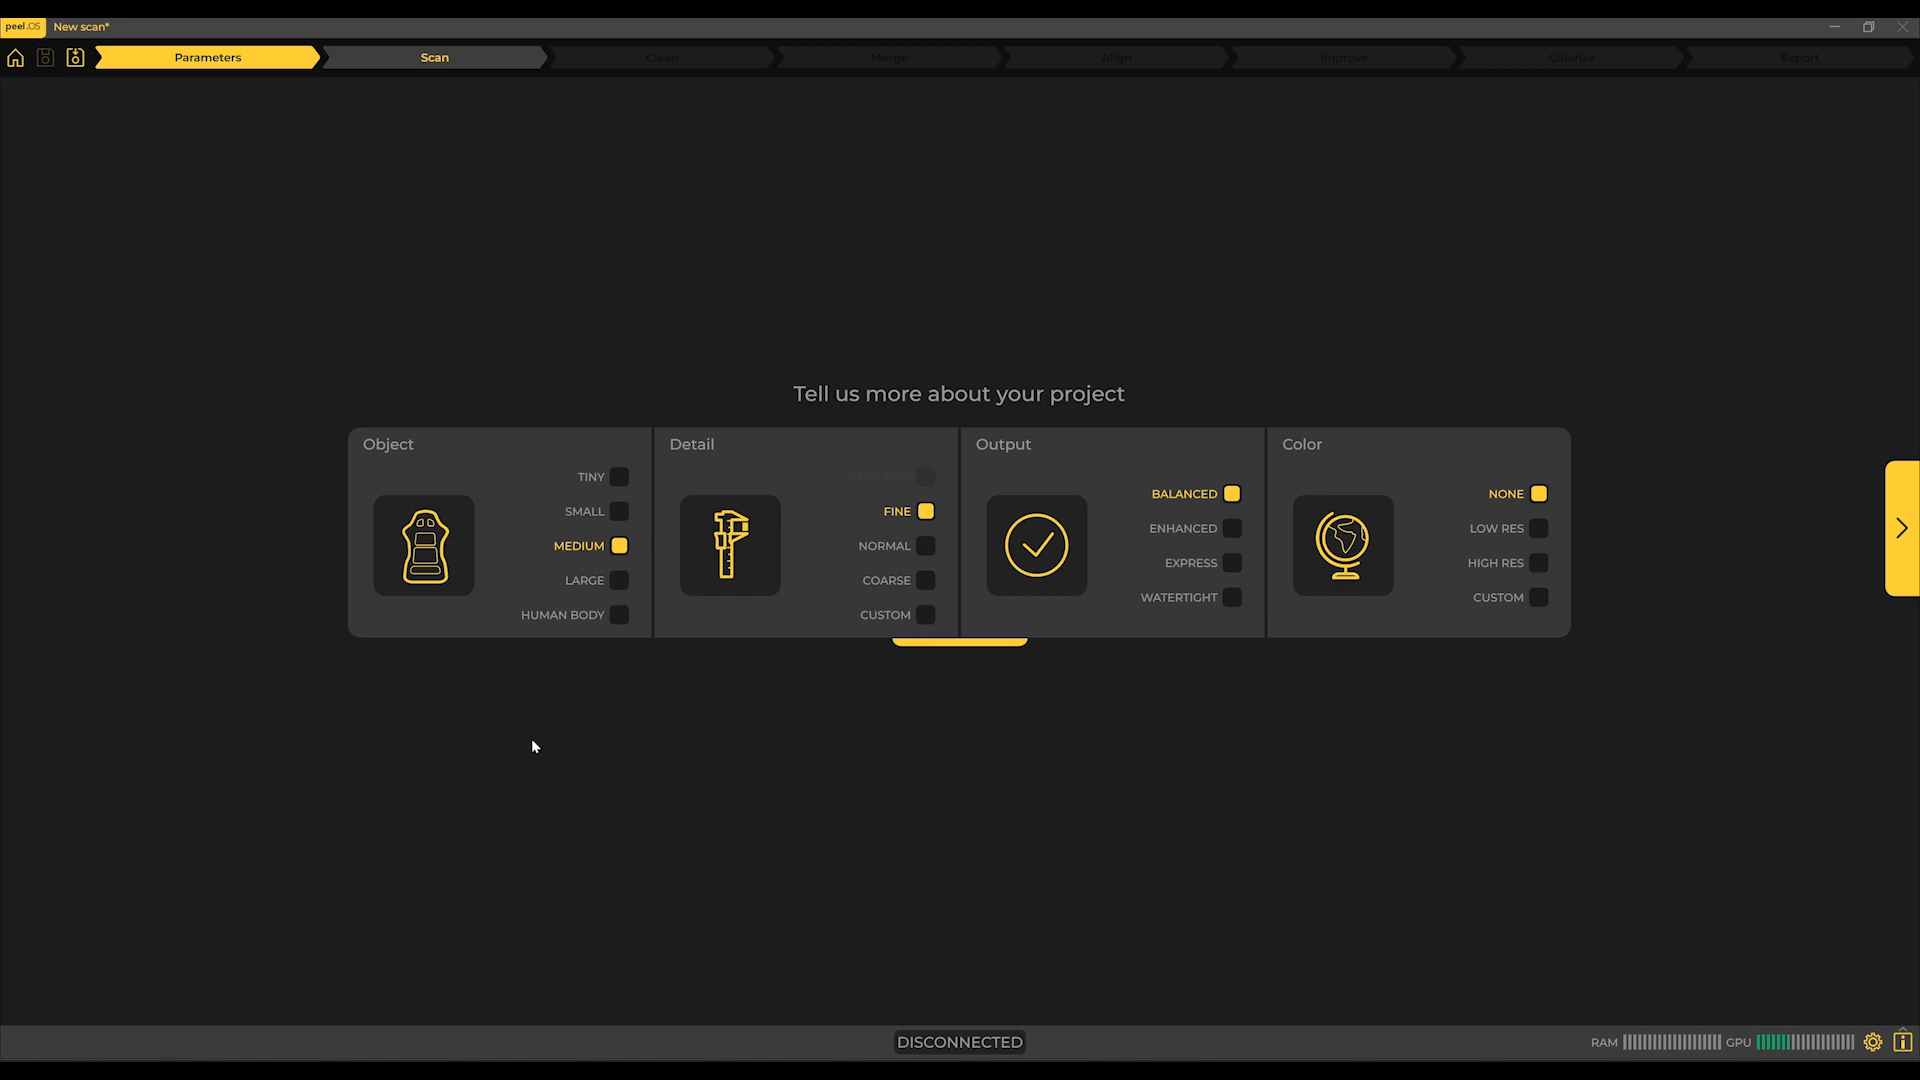 peel.OS New scan*
Parameters Scan Clean Merge Align Improve Colorize Export
Tell us more about your project
Object
TINY
SMALL
MEDIUM
LARGE
HUMAN BODY
Detail
VERY FINE
FINE
NORMAL
COARSE
CUSTOM
Output
BALANCED
ENHANCED
EXPRESS
WATERTIGHT
Color
NONE
LOW RES
HIGH RES
CUSTOM
DISCONNECTED
RAM GPU